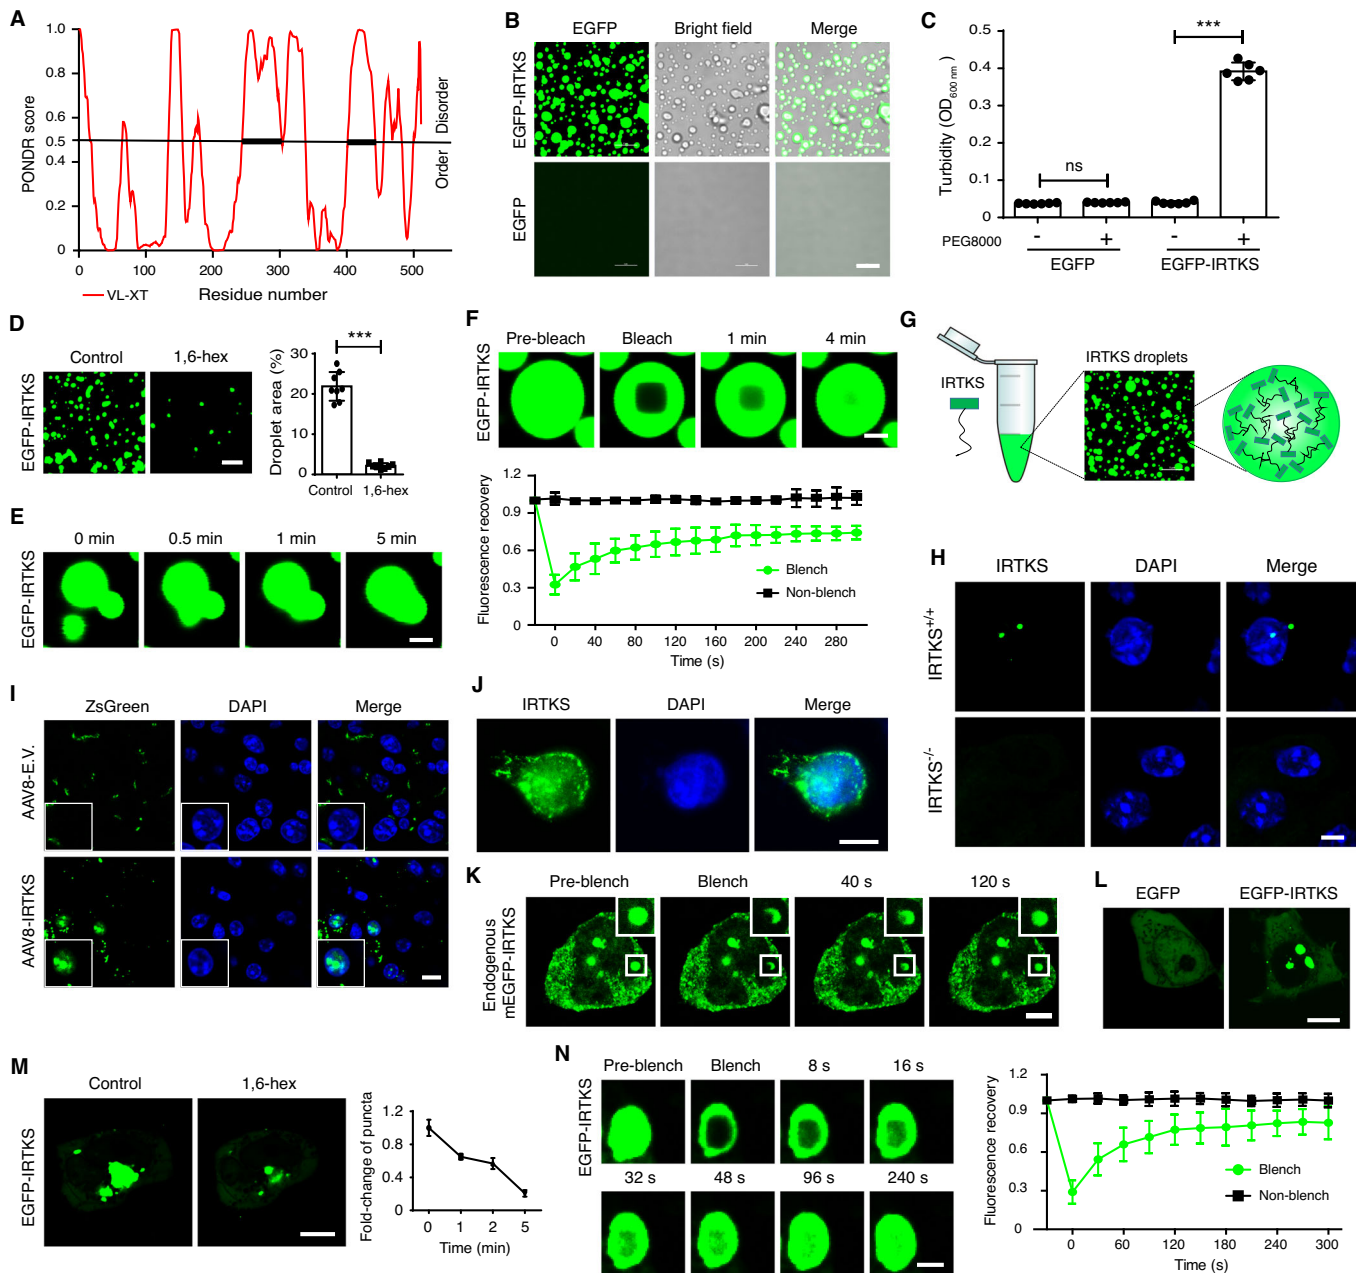 A
1.0
0.8
0.6
0.5
0.4
0.2
0
PONDR score
Disorder
Order
0
100
200
300
400
500
VL-XT
Residue number
B
EGFP
Bright field
Merge
EGFP-IRTKS
EGFP
C
***
0.5
0.4
0.3
0.2
0.1
0
Turbidity (OD600 nm)
ns
PEG8000
-
+
-
+
EGFP
EGFP-IRTKS
D
Control
1,6-hex
EGFP-IRTKS
***
30
20
10
0
Droplet area (%)
Control
1,6-hex
E
0 min
0.5 min
1 min
5 min
EGFP-IRTKS
F
Pre-bleach
Bleach
1 min
4 min
EGFP-IRTKS
1.2
0.9
0.6
0.3
0
Fluorescence recovery
Blench
Non-blench
0
40
80
120
160
200
240
280
Time (s)
G
IRTKS
IRTKS droplets
H
IRTKS
DAPI
Merge
IRTKS+/+
IRTKS-/-
I
ZsGreen
DAPI
Merge
AAV8-E.V.
AAV8-IRTKS
J
IRTKS
DAPI
Merge
K
Pre-blench
Blench
40 s
120 s
Endogenous
mEGFP-IRTKS
L
EGFP
EGFP-IRTKS
M
Control
1,6-hex
EGFP-IRTKS
1.2
0.8
0.4
0
Fold-change of puncta
0
1
2
5
Time (min)
N
Pre-blench
Blench
8 s
16 s
EGFP-IRTKS
32 s
48 s
96 s
240 s
1.2
0.9
0.6
0.3
0
Fluorescence recovery
Blench
Non-blench
0
60
120
180
240
300
Time (s)